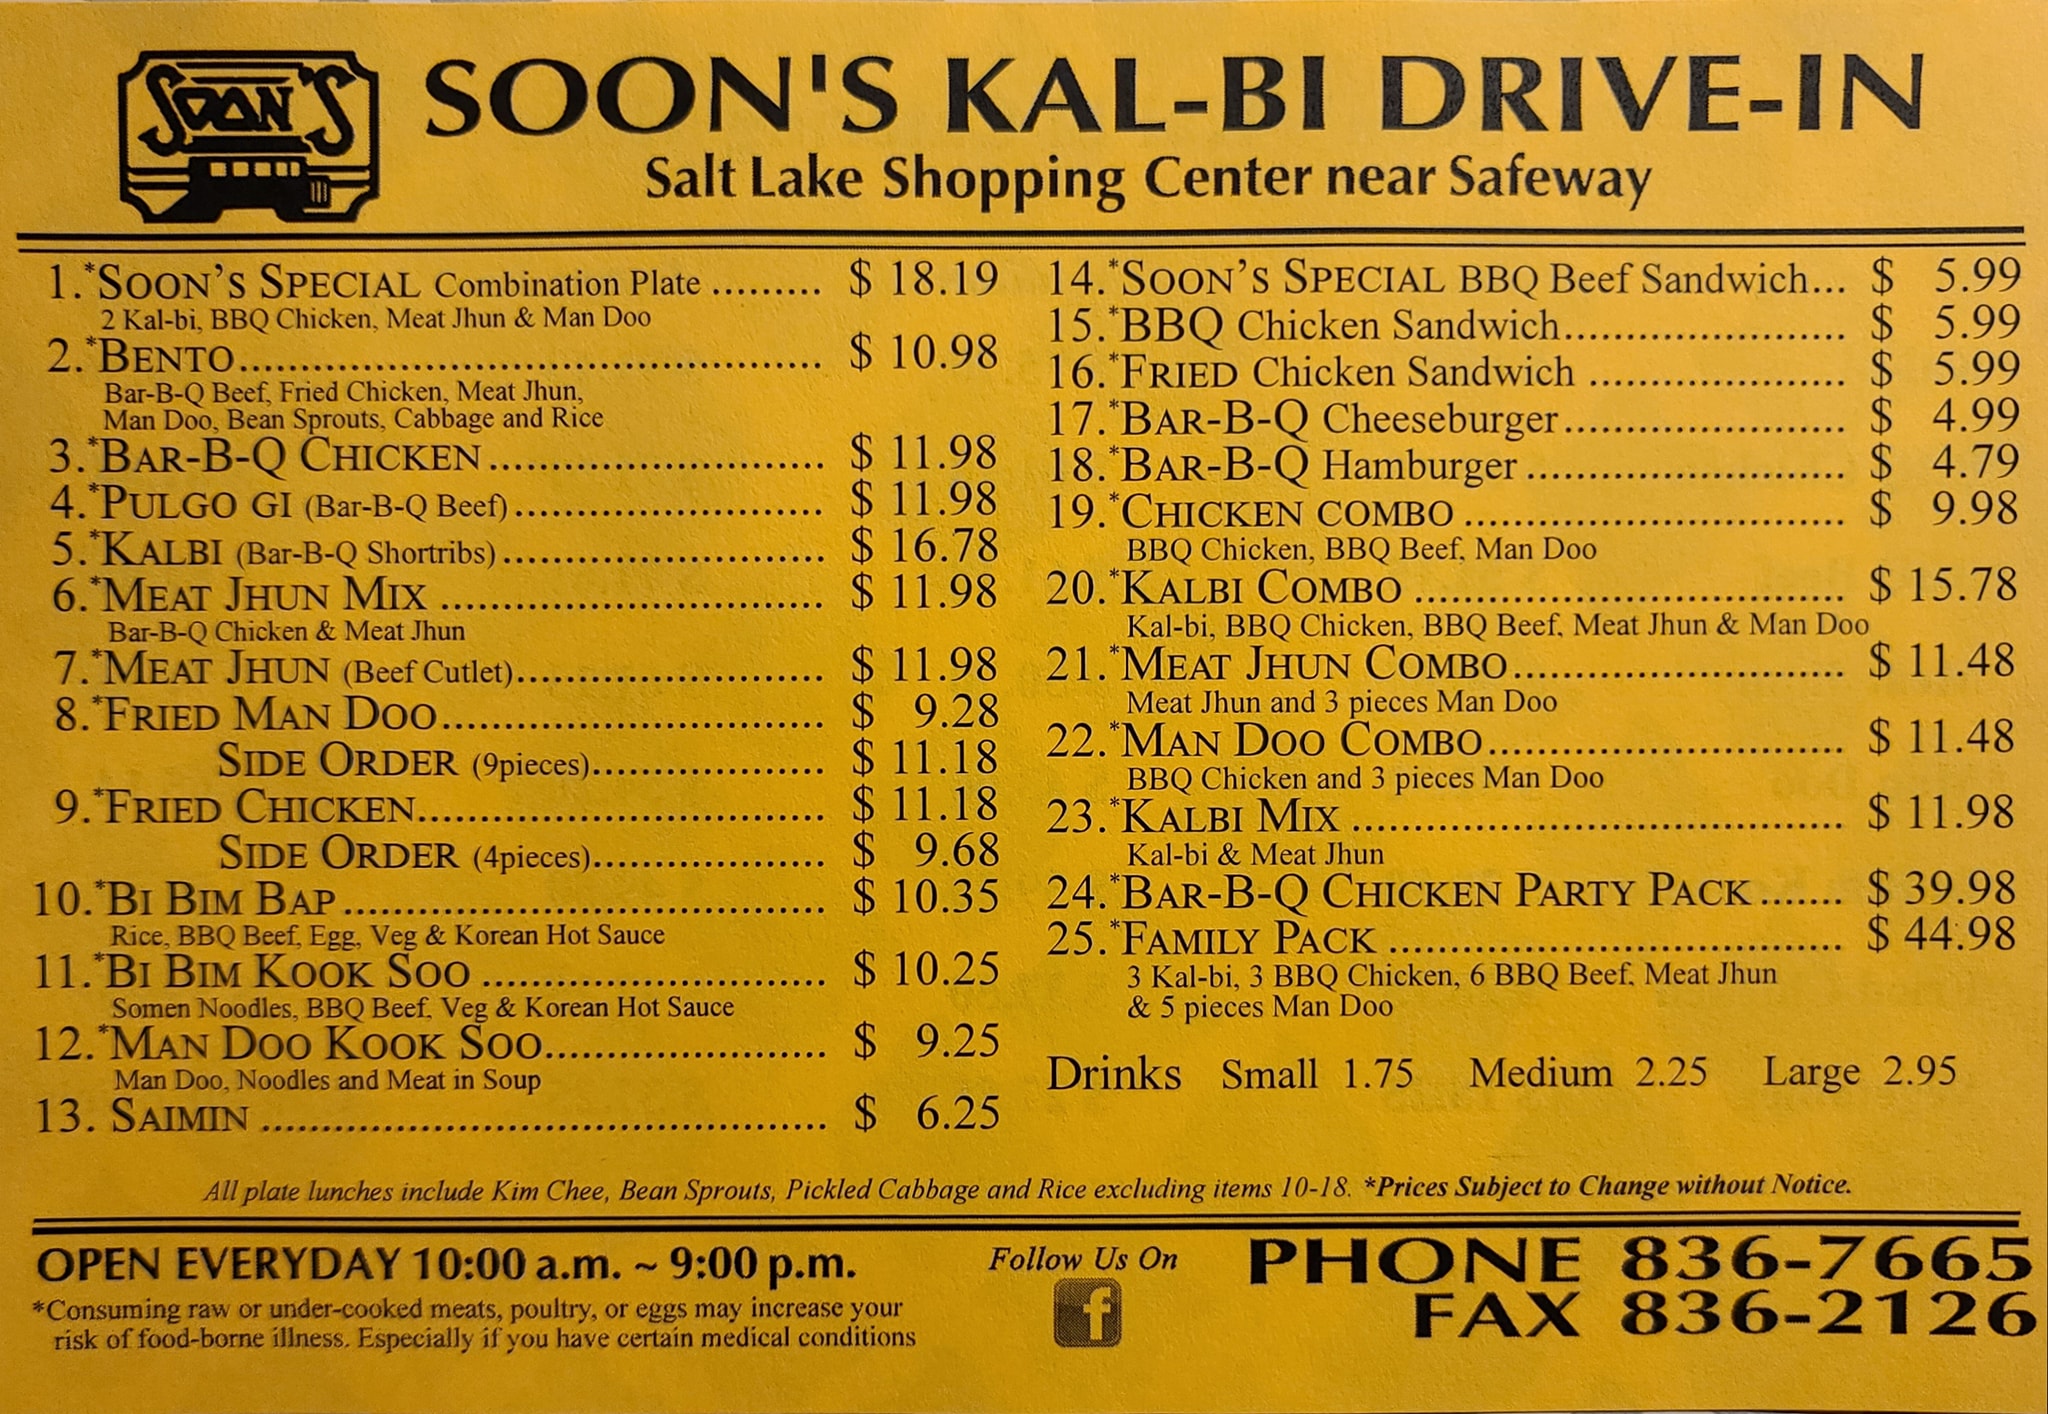 SOON'S
SOON'S KAL-BI DRIVE-IN
Salt Lake Shopping Center near Safeway
1.*SOON'S SPECIAL Combination Plate ......... $ 18.19
2 Kal-bi, BBQ Chicken, Meat Jhun & Man Doo
2.*BENTO............................................... $ 10.98
Bar-B-Q Beef, Fried Chicken, Meat Jhun,
Man Doo, Bean Sprouts, Cabbage and Rice
3.*BAR-B-Q CHICKEN........................... $ 11.98
4.*PULGO GI (Bar-B-Q Beef)......................... $ 11.98
5.*KALBI (Bar-B-Q Shortribs).......................... $ 16.78
6.*MEAT JHUN MIX ............................... $ 11.98
Bar-B-Q Chicken & Meat Jhun
7.*MEAT JHUN (Beef Cutlet)......................... $ 11.98
8.*FRIED MAN DOO............................... $ 9.28
SIDE ORDER (9pieces)................... $ 11.18
9.*FRIED CHICKEN................................. $ 11.18
SIDE ORDER (4pieces)................... $ 9.68
10.*BI BIM BAP....................................... $ 10.35
Rice, BBQ Beef, Egg, Veg & Korean Hot Sauce
11.*BI BIM KOOK SOO ............................ $ 10.25
Somen Noodles, BBQ Beef, Veg & Korean Hot Sauce
12.*MAN DOO KOOK SOO....................... $ 9.25
Man Doo, Noodles and Meat in Soup
13. SAIMIN .............................................. $ 6.25
14.*SOON'S SPECIAL BBQ Beef Sandwich... $ 5.99
15.*BBQ Chicken Sandwich....................... $ 5.99
16.*FRIED Chicken Sandwich ..................... $ 5.99
17.*BAR-B-Q Cheeseburger....................... $ 4.99
18.*BAR-B-Q Hamburger .......................... $ 4.79
19.*CHICKEN COMBO ............................... $ 9.98
BBQ Chicken, BBQ Beef, Man Doo
20.*KALBI COMBO ................................... $ 15.78
Kal-bi, BBQ Chicken, BBQ Beef, Meat Jhun & Man Doo
21.*MEAT JHUN COMBO........................... $ 11.48
Meat Jhun and 3 pieces Man Doo
22.*MAN DOO COMBO............................. $ 11.48
BBQ Chicken and 3 pieces Man Doo
23.*KALBI MIX ........................................ $ 11.98
Kal-bi & Meat Jhun
24.*BAR-B-Q CHICKEN PARTY PACK ....... $ 39.98
25.*FAMILY PACK ..................................... $ 44.98
3 Kal-bi, 3 BBQ Chicken, 6 BBQ Beef, Meat Jhun
& 5 pieces Man Doo
Drinks Small 1.75 Medium 2.25 Large 2.95
All plate lunches include Kim Chee, Bean Sprouts, Pickled Cabbage and Rice excluding items 10-18. *Prices Subject to Change without Notice.
OPEN EVERYDAY 10:00 a.m. ~ 9:00 p.m.
*Consuming raw or under-cooked meats, poultry, or eggs may increase your
risk of food-borne illness. Especially if you have certain medical conditions
Follow Us On
f
PHONE 836-7665
FAX 836-2126